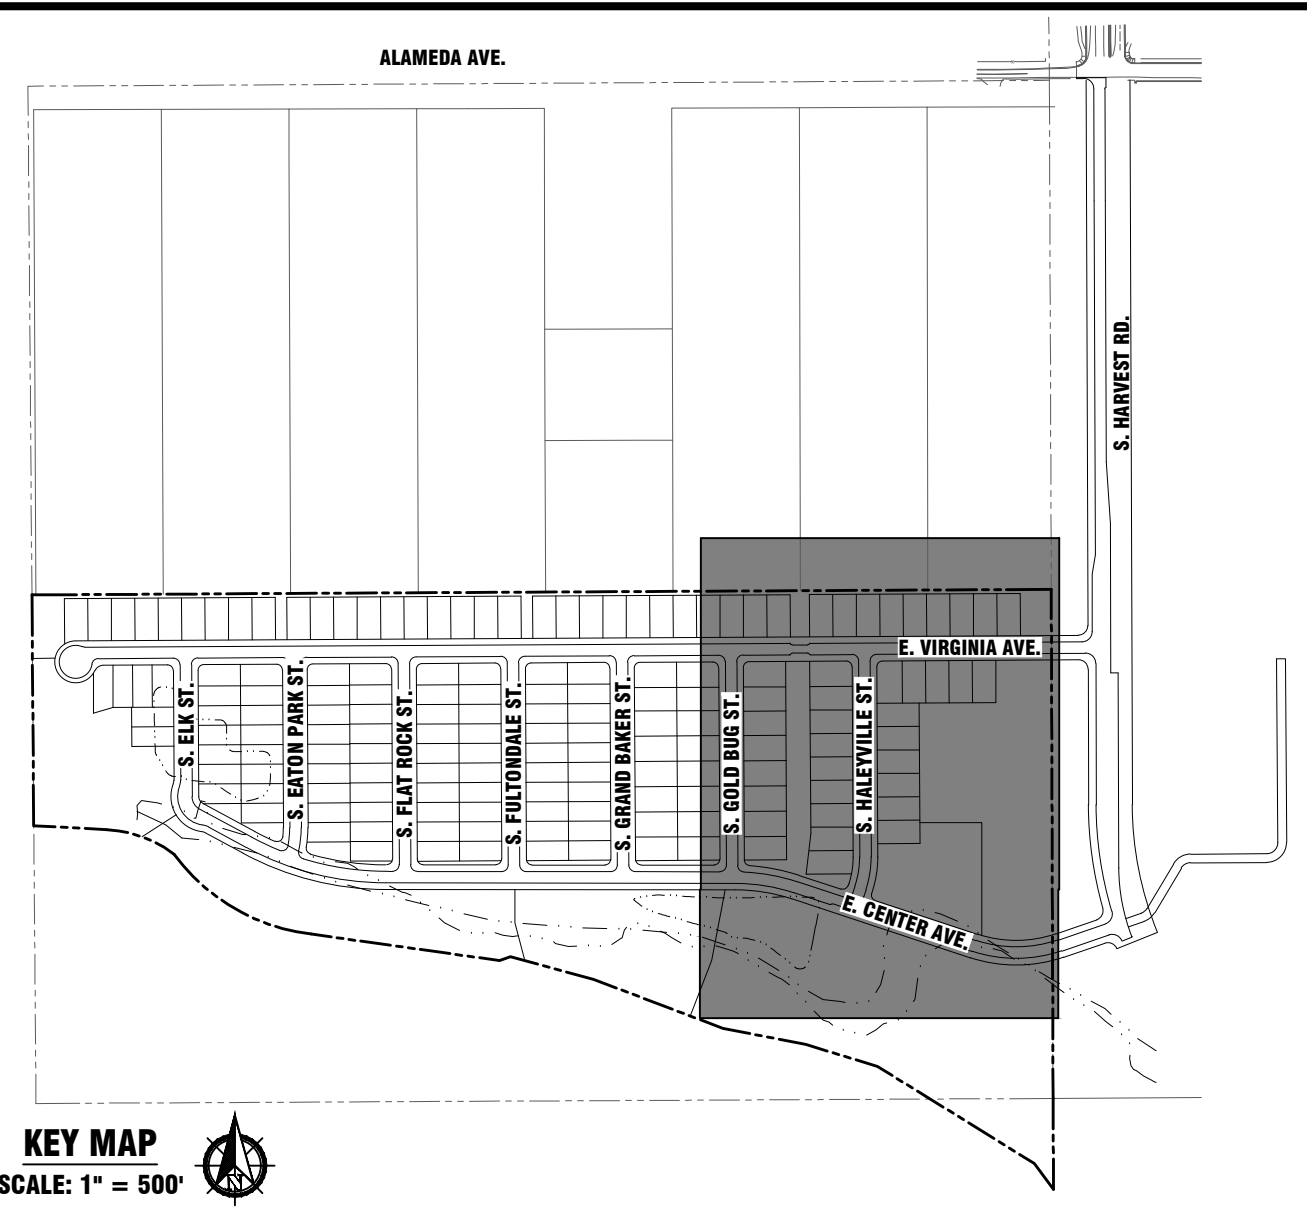 ALAMEDA AVE.
S. HARVEST RD.
E. VIRGINIA AVE.
S. ELK ST.
S. EATON PARK ST.
S. FLAT ROCK ST.
S. FULTONDALE ST.
S. GRAND BAKER ST.
S. GOLD BUG ST.
S. HALEYVILLE ST.
E. CENTER AVE.
KEY MAP
N
SCALE: 1" = 500'